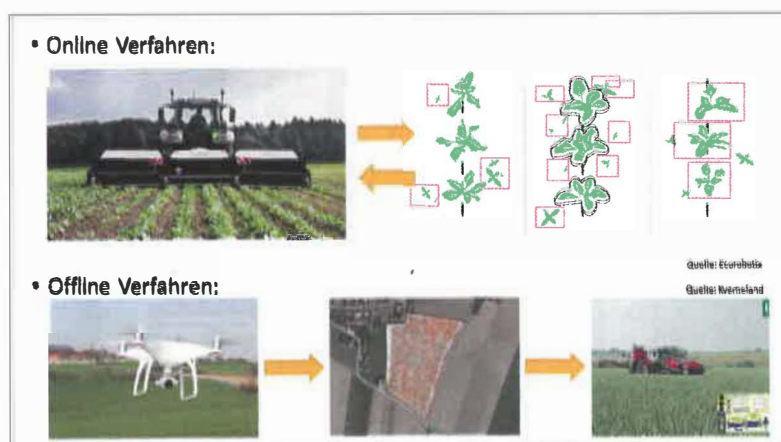 • Online Verfahren:
Quelle: Ecorobotix
• Offline Verfahren:
Quelle: Kverneland